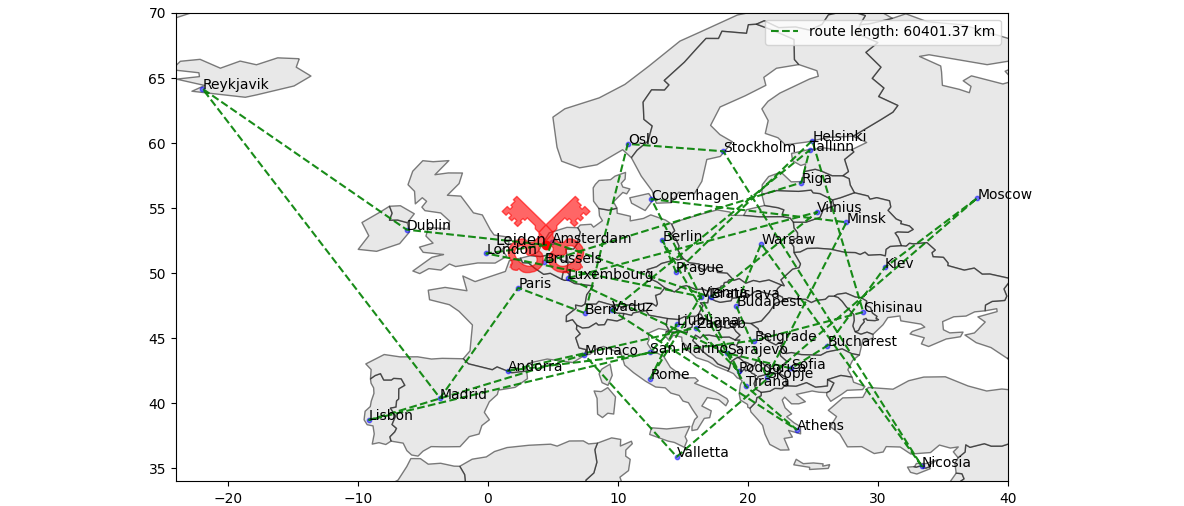 70
65
60
55
50
45
40
35
−20
−10
0
10
20
30
40
route length: 60401.37 km
Reykjavik
Oslo
Stockholm
Helsinki
Tallinn
Riga
Moscow
Copenhagen
Vilnius
Minsk
Dublin
Leiden
Amsterdam
London
Berlin
Warsaw
Brussels
Kiev
Luxembourg
Prague
Paris
Vienna
Bratislava
Budapest
Bern
Vaduz
Chisinau
Ljubljana
Zagreb
Belgrade
Bucharest
Monaco
San Marino
Sarajevo
Andorra
Sofia
Podgorica
Skopje
Rome
Tirana
Madrid
Lisbon
Athens
Valletta
Nicosia